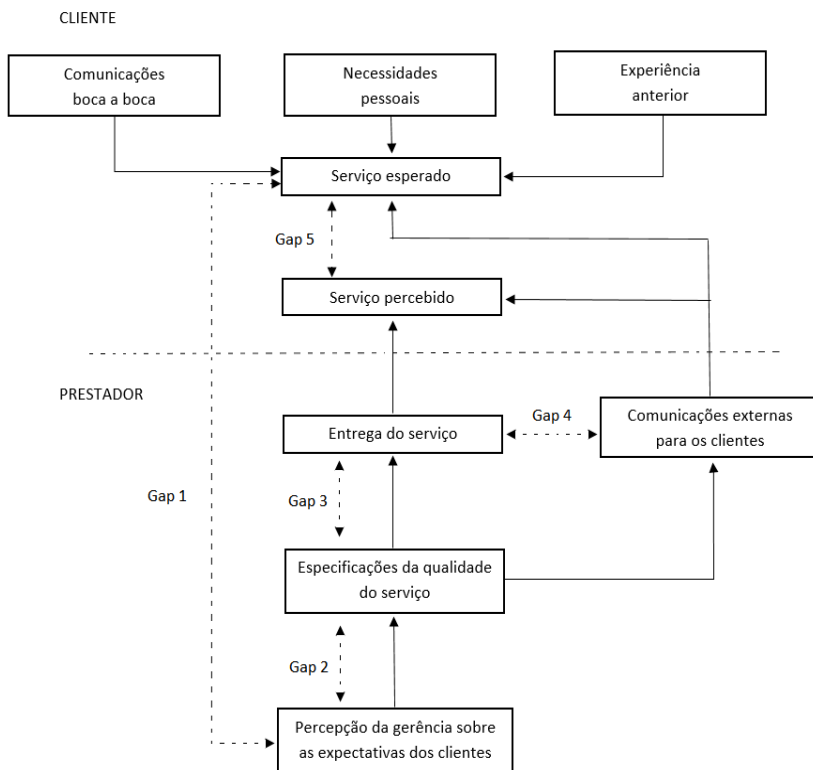 CLIENTE
Comunicações
boca a boca
Necessidades
pessoais
Experiência
anterior
Serviço esperado
Gap 5
Serviço percebido
PRESTADOR
Entrega do serviço
Gap 4
Comunicações externas
para os clientes
Gap 1
Gap 3
Especificações da qualidade
do serviço
Gap 2
Percepção da gerência sobre
as expectativas dos clientes